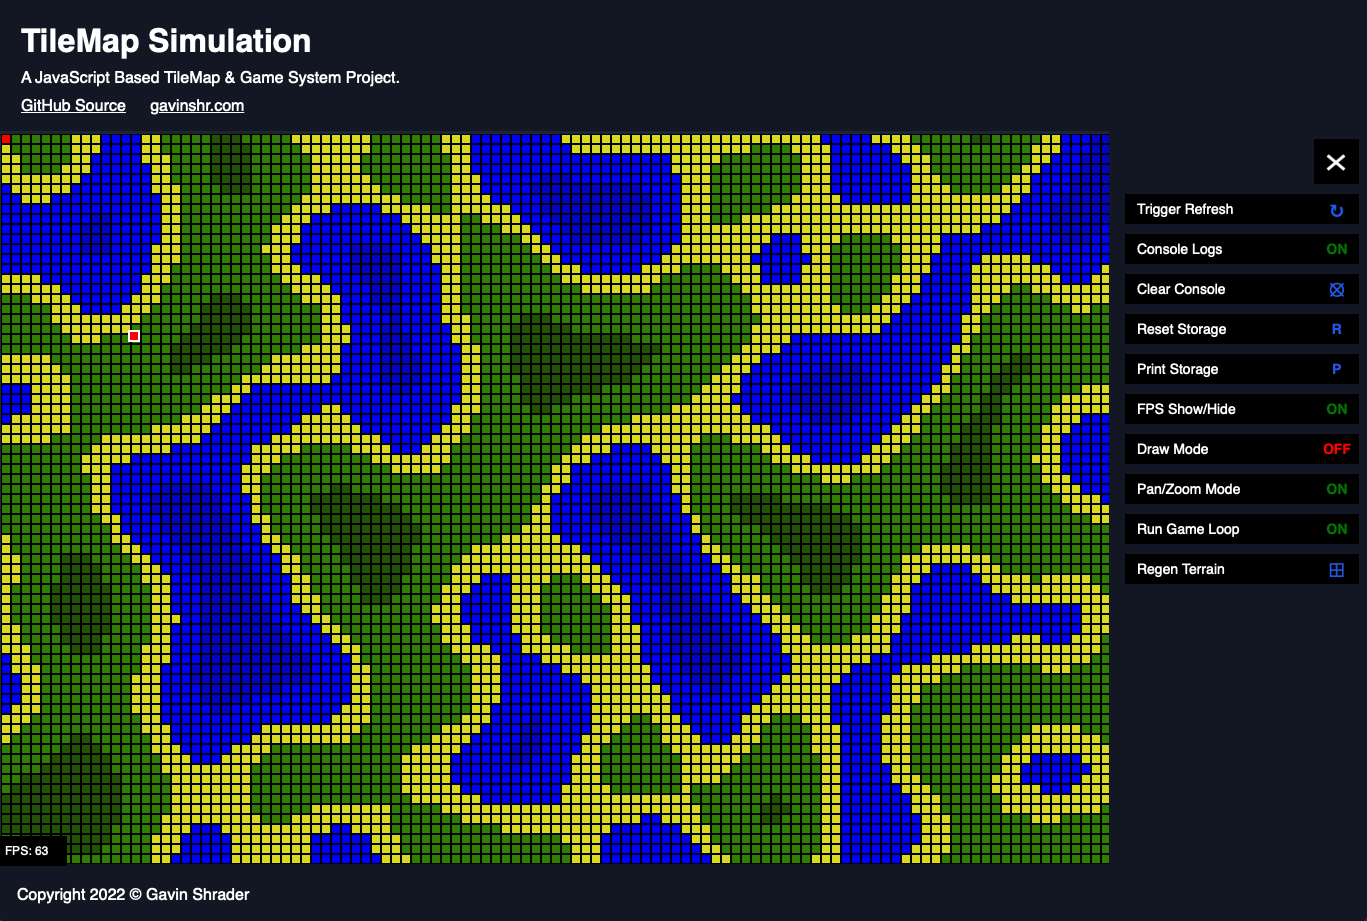 TileMap Simulation
A JavaScript Based TileMap & Game System Project.
GitHub Source gavinshr.com
Trigger Refresh ↻
Console Logs ON
Clear Console
Reset Storage R
Print Storage P
FPS Show/Hide ON
Draw Mode OFF
Pan/Zoom Mode ON
Run Game Loop ON
Regen Terrain
FPS: 63
Copyright 2022 © Gavin Shrader